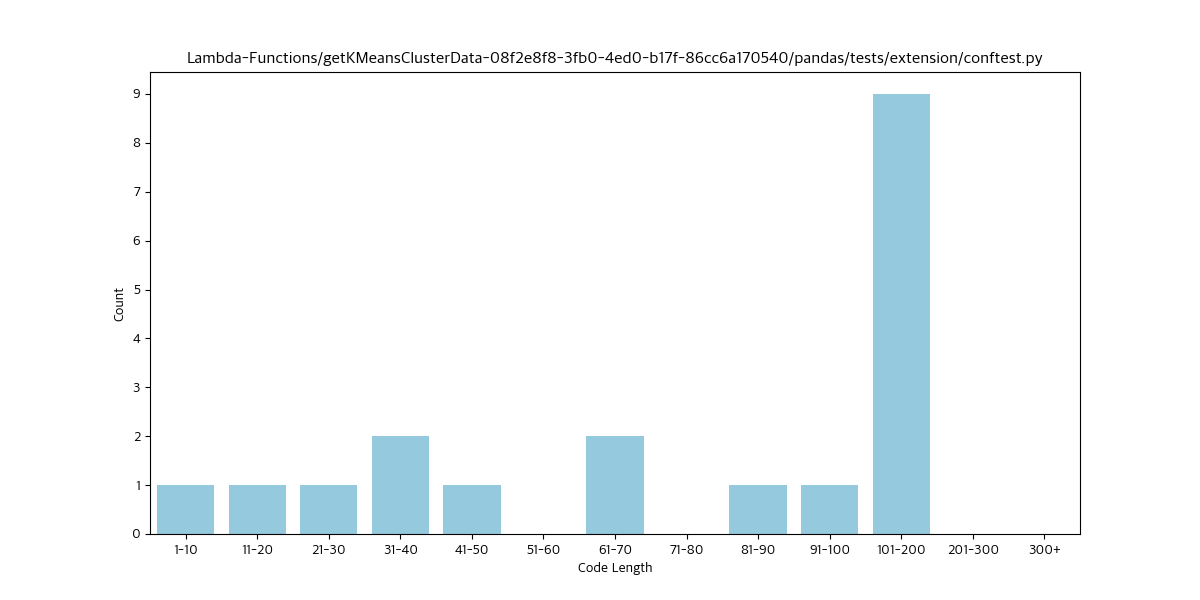 Lambda-Functions/getKMeansClusterData-08f2e8f8-3fb0-4ed0-b17f-86cc6a170540/pandas/tests/extension/conftest.py
9
8
7
6
5
4
3
2
1
0
Count
1-10 11-20 21-30 31-40 41-50 51-60 61-70 71-80 81-90 91-100 101-200 201-300 300+
Code Length